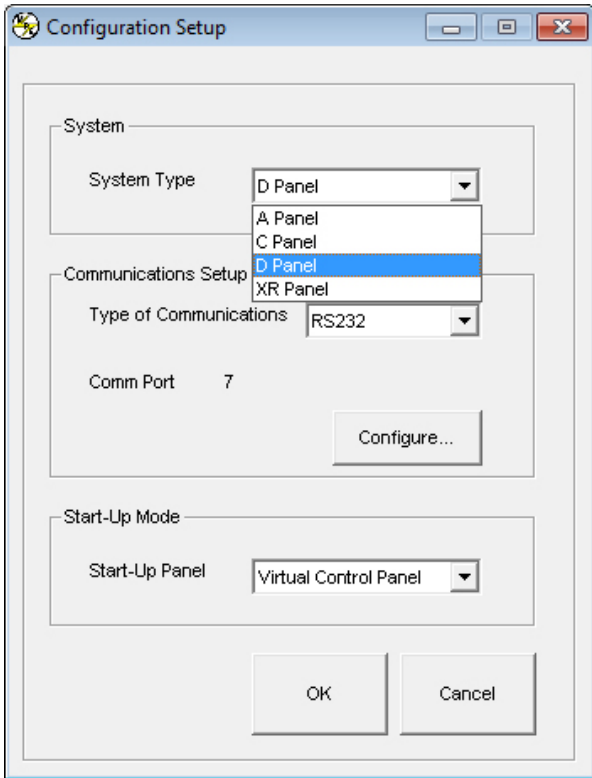 Configuration Setup
System
System Type D Panel
A Panel
C Panel
D Panel
XR Panel
Communications Setup
Type of Communications RS232
Comm Port 7
Configure...
Start-Up Mode
Start-Up Panel Virtual Control Panel
OK Cancel